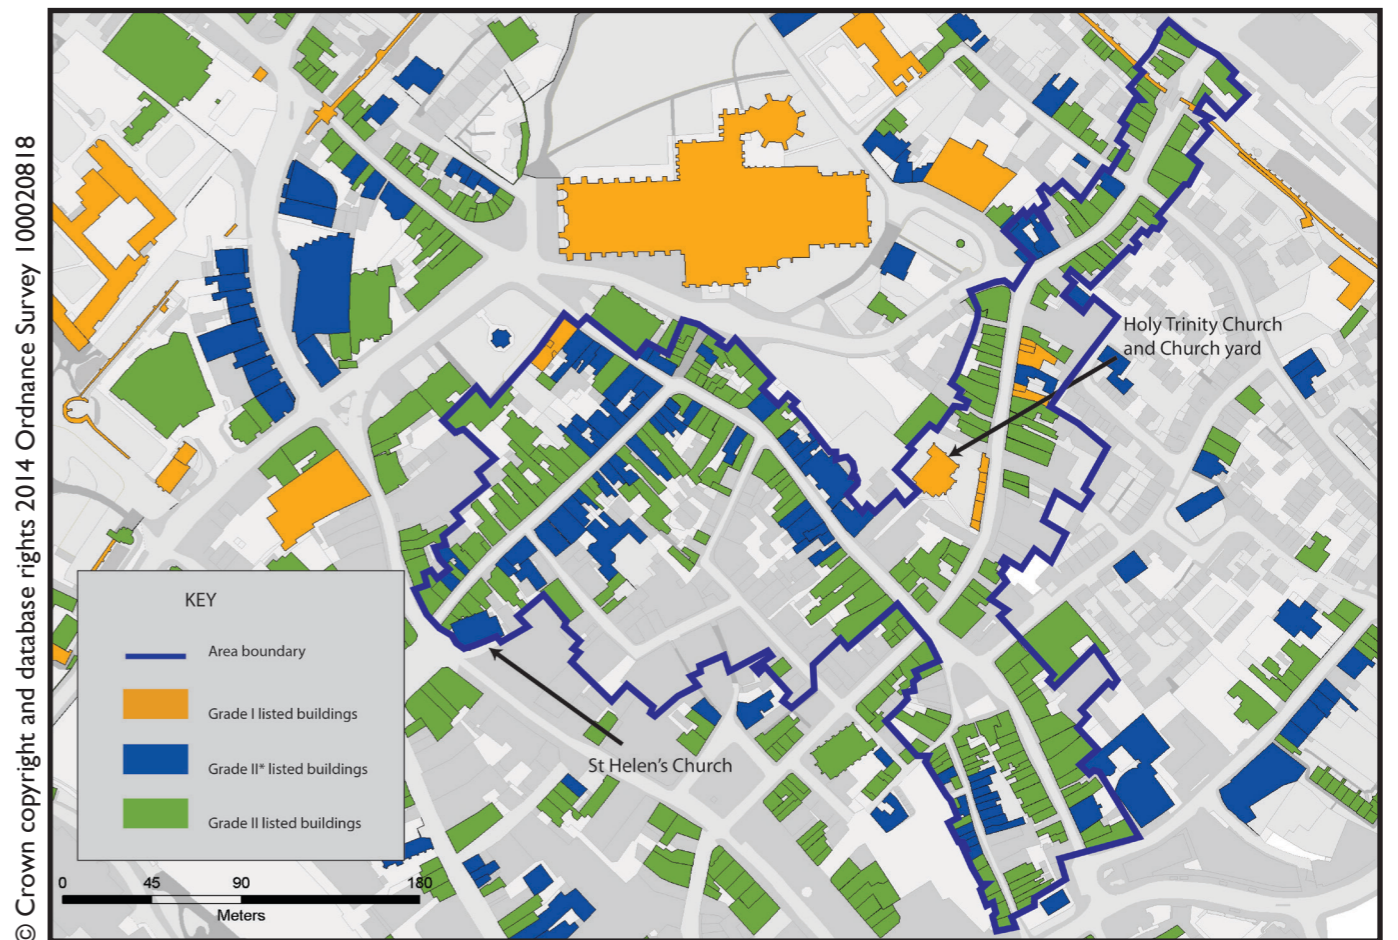 © Crown copyright and database rights 2014 Ordnance Survey 100020818
Holy Trinity Church
and Church yard
KEY
Area boundary
Grade I listed buildings
Grade II* listed buildings
Grade II listed buildings
St Helen's Church
0 45 90 180
Meters